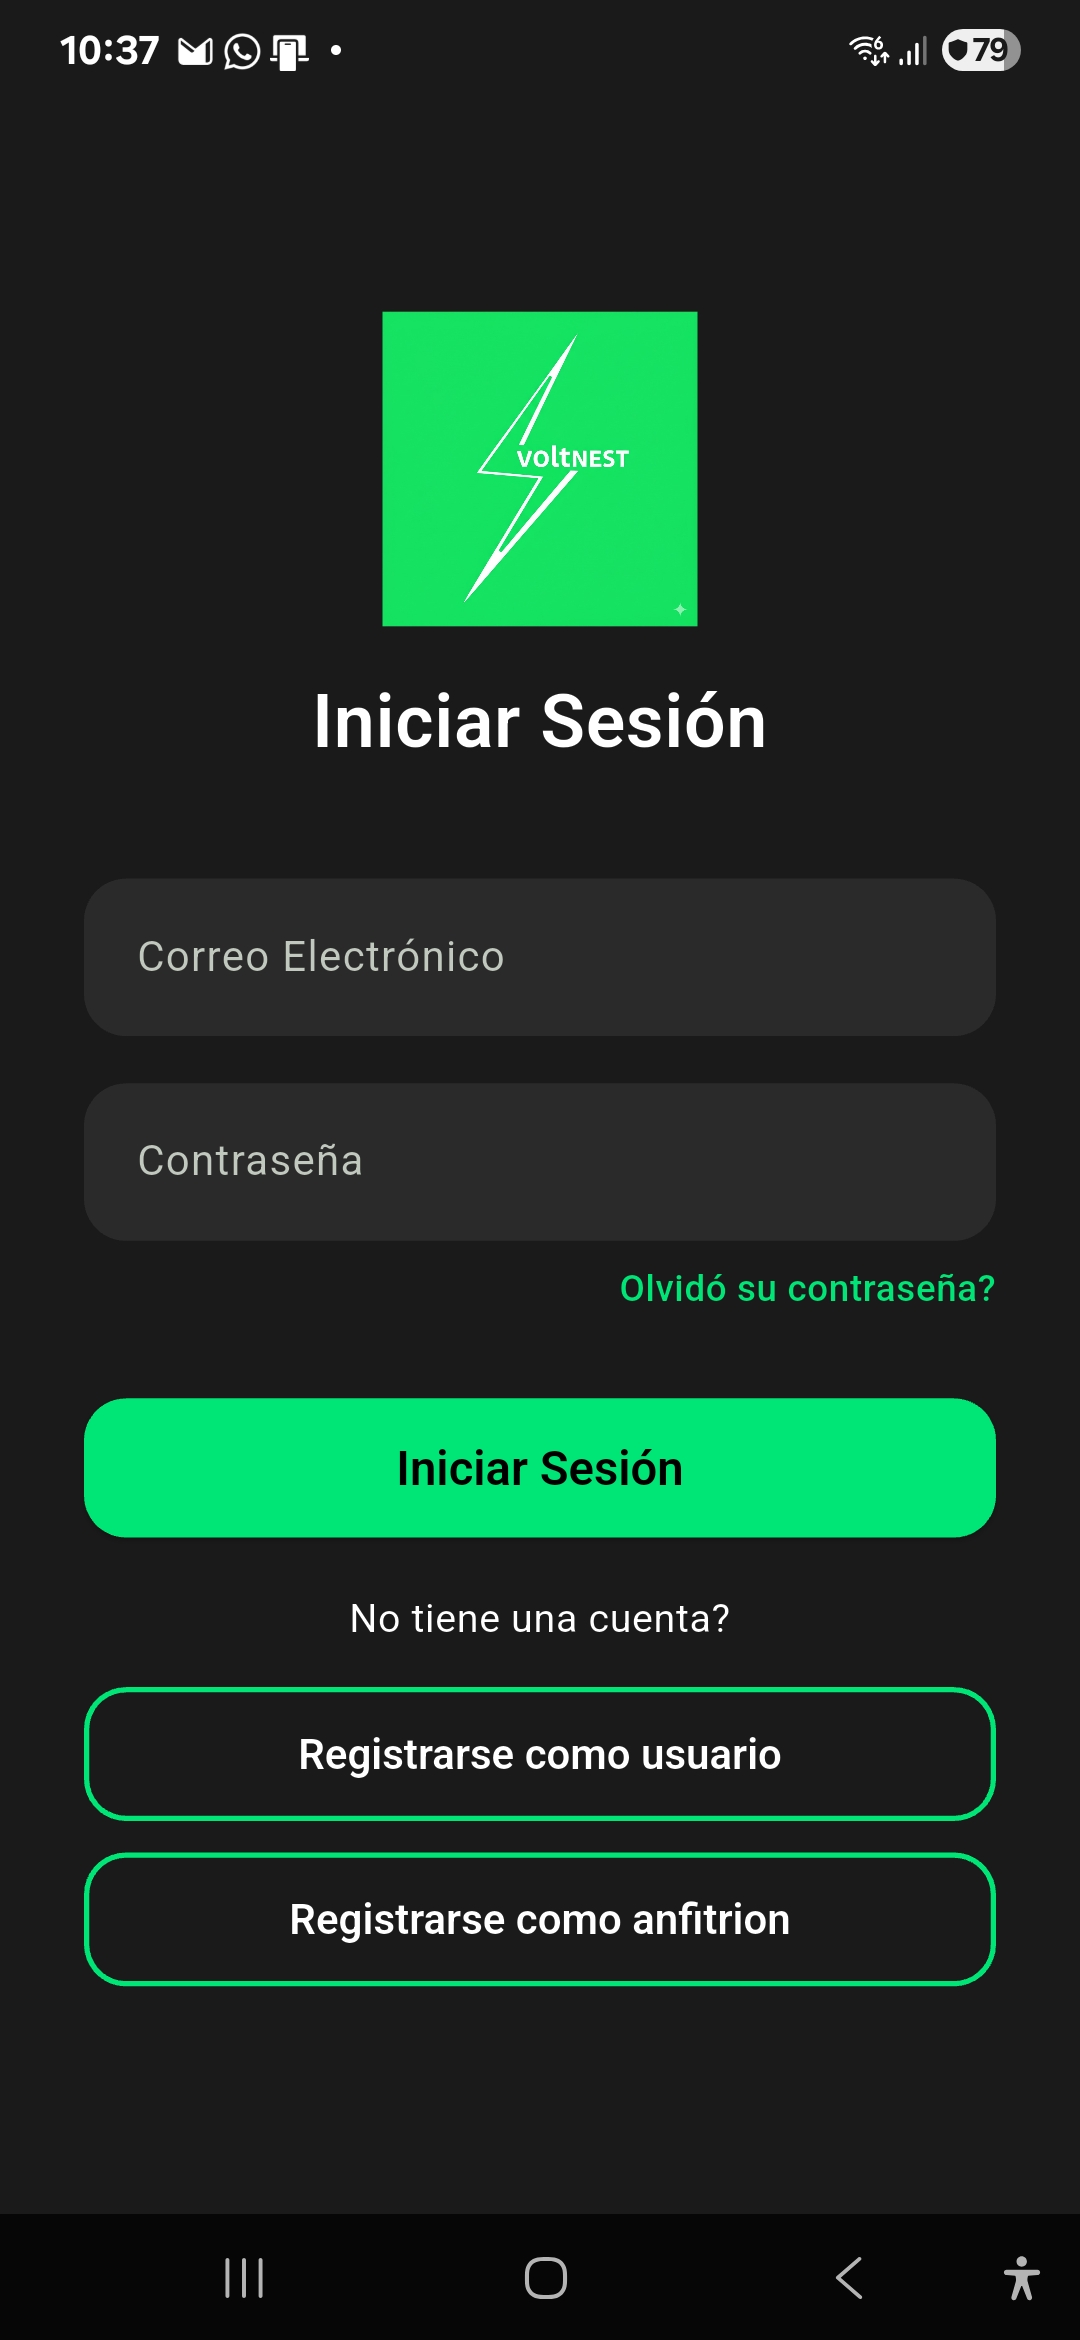 10:37
6
79
VOltNEST
Iniciar Sesión
Correo Electrónico
Contraseña
Olvidó su contraseña?
Iniciar Sesión
No tiene una cuenta?
Registrarse como usuario
Registrarse como anfitrion